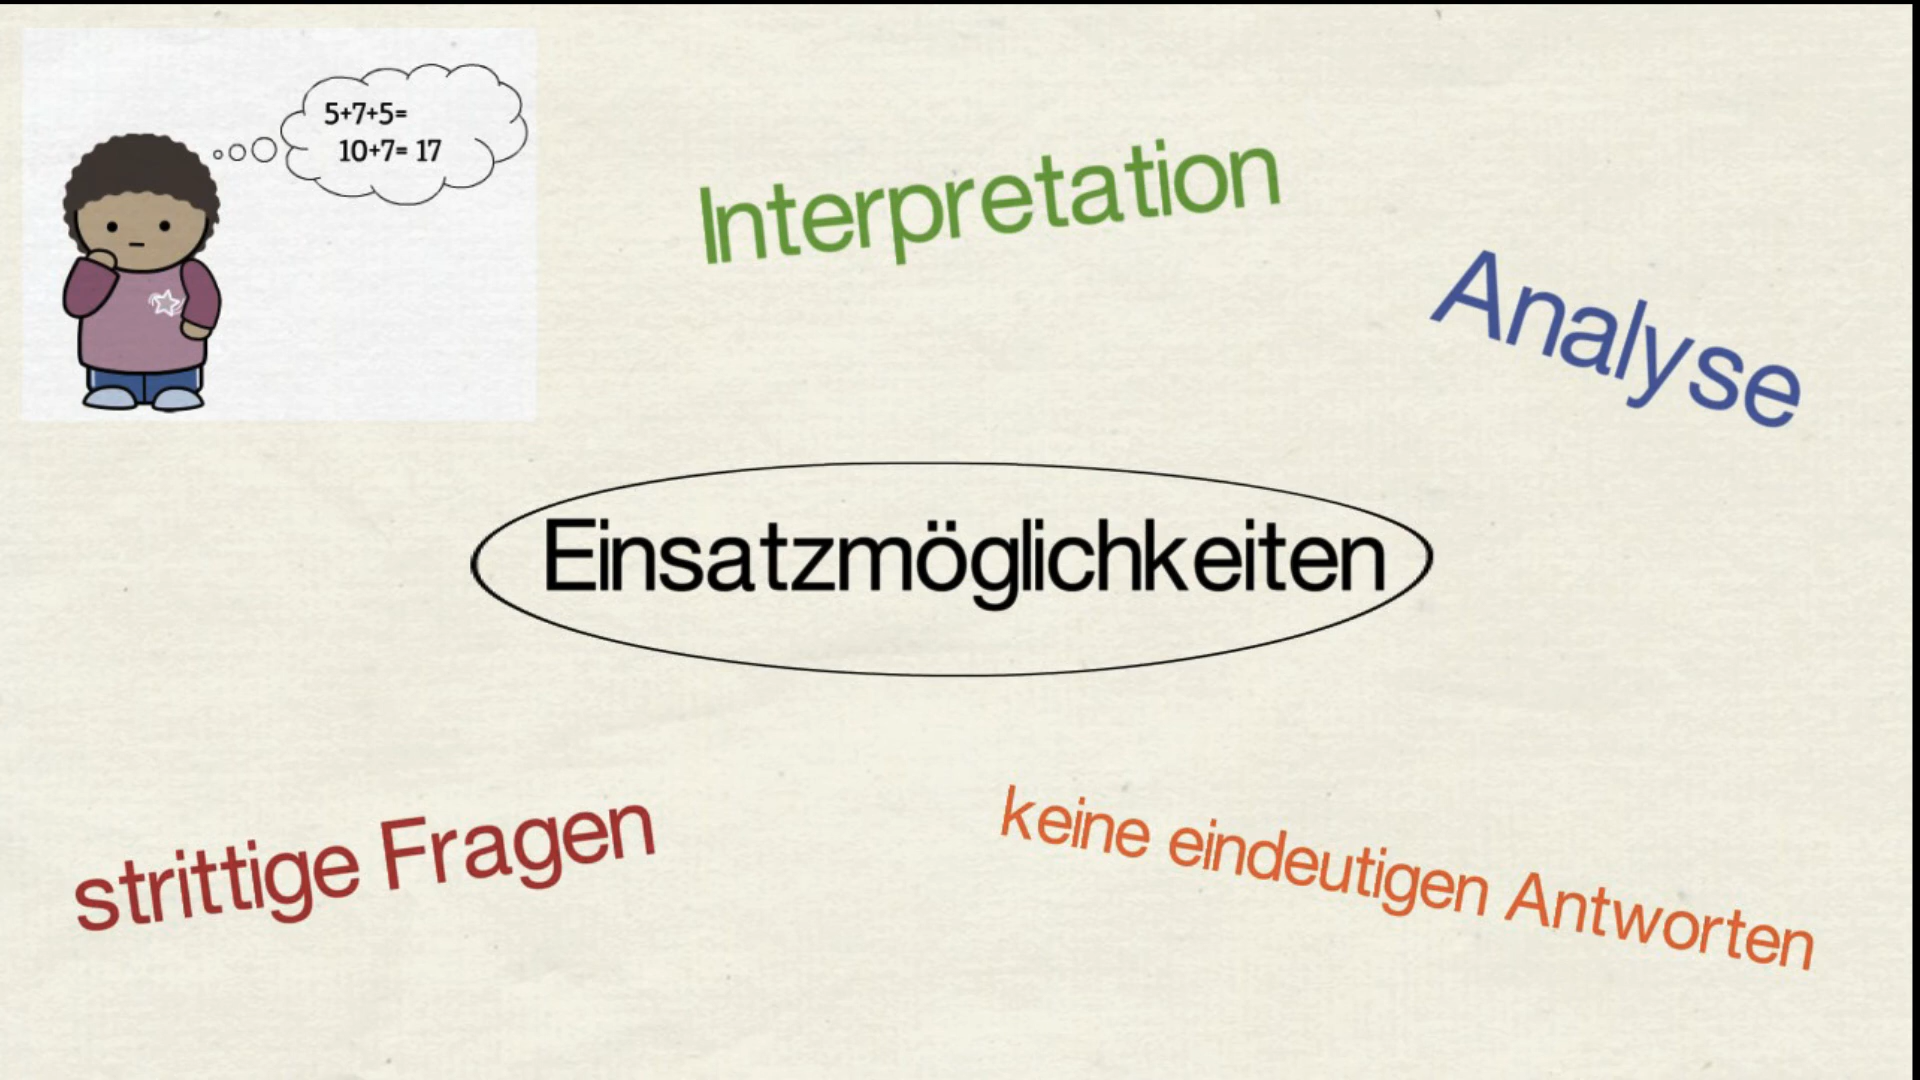 5+7+5=
10+7= 17
Interpretation
Analyse
Einsatzmöglichkeiten
strittige Fragen
keine eindeutigen Antworten